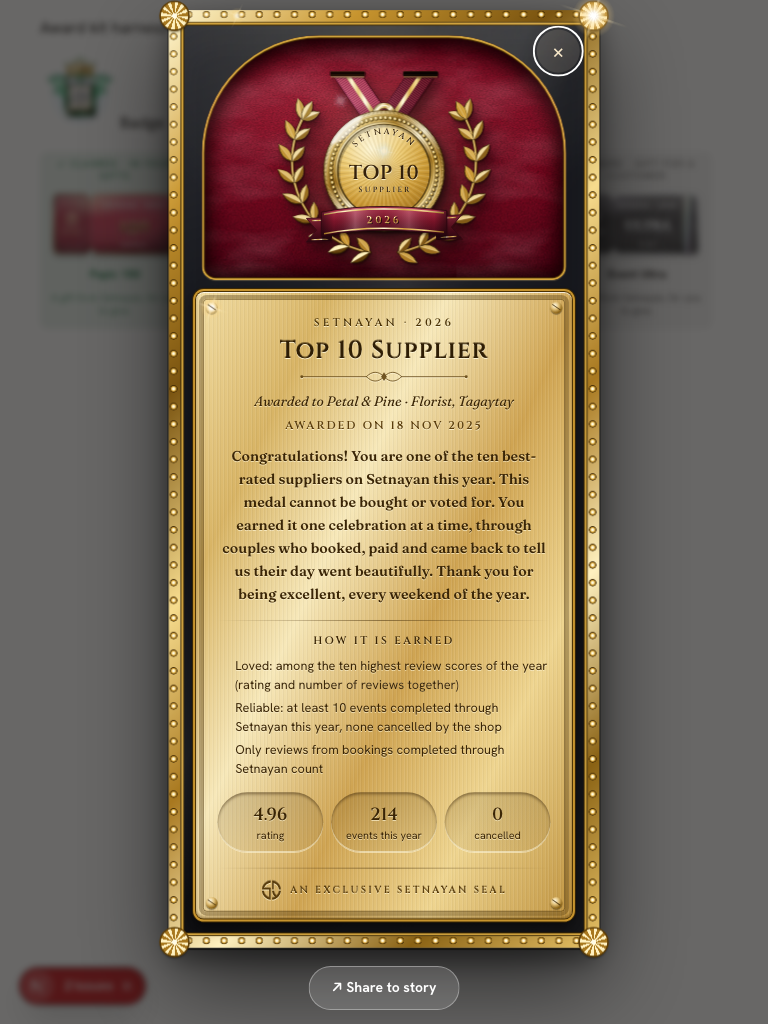 ×
SETNAYAN
TOP 10
SUPPLIER
2026
SETNAYAN · 2026
TOP 10 SUPPLIER
Awarded to Petal & Pine · Florist, Tagaytay
AWARDED ON 18 NOV 2025
Congratulations! You are one of the ten best-
rated suppliers on Setnayan this year. This
medal cannot be bought or voted for. You
earned it one celebration at a time, through
couples who booked, paid and came back to tell
us their day went beautifully. Thank you for
being excellent, every weekend of the year.
HOW IT IS EARNED
Loved: among the ten highest review scores of the year
(rating and number of reviews together)
Reliable: at least 10 events completed through
Setnayan this year, none cancelled by the shop
Only reviews from bookings completed through
Setnayan count
4.96
rating
214
events this year
0
cancelled
AN EXCLUSIVE SETNAYAN SEAL
↗ Share to story